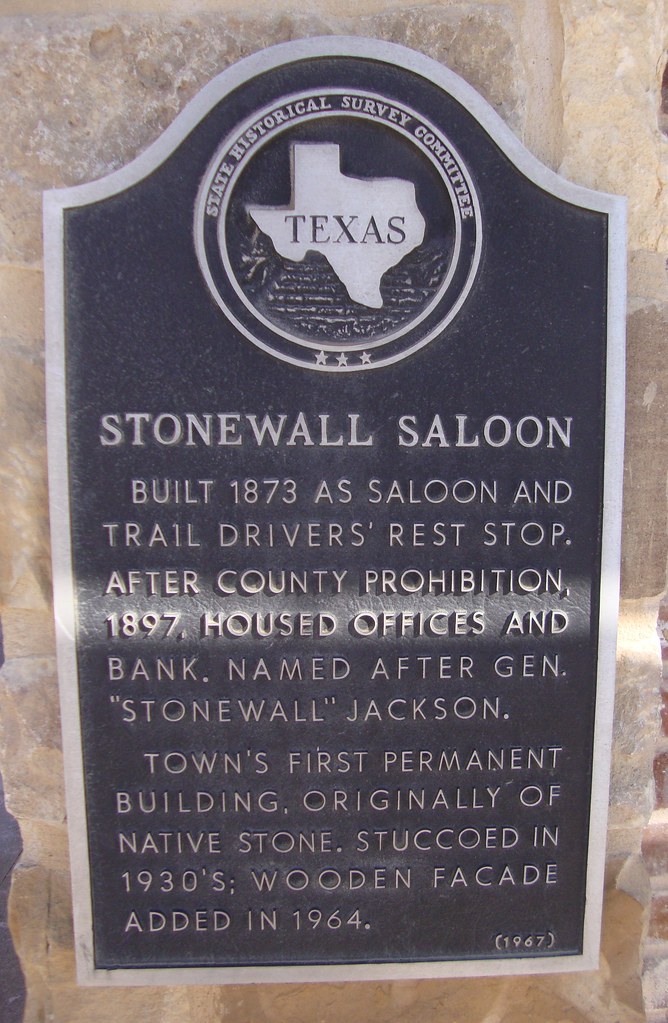 STATE HISTORICAL SURVEY COMMITTEE
TEXAS
STONEWALL SALOON
BUILT 1873 AS SALOON AND
TRAIL DRIVERS' REST STOP.
AFTER COUNTY PROHIBITION,
1897, HOUSED OFFICES AND
BANK. NAMED AFTER GEN.
"STONEWALL" JACKSON.
TOWN'S FIRST PERMANENT
BUILDING, ORIGINALLY OF
NATIVE STONE. STUCCOED IN
1930'S; WOODEN FACADE
ADDED IN 1964.
(1967)